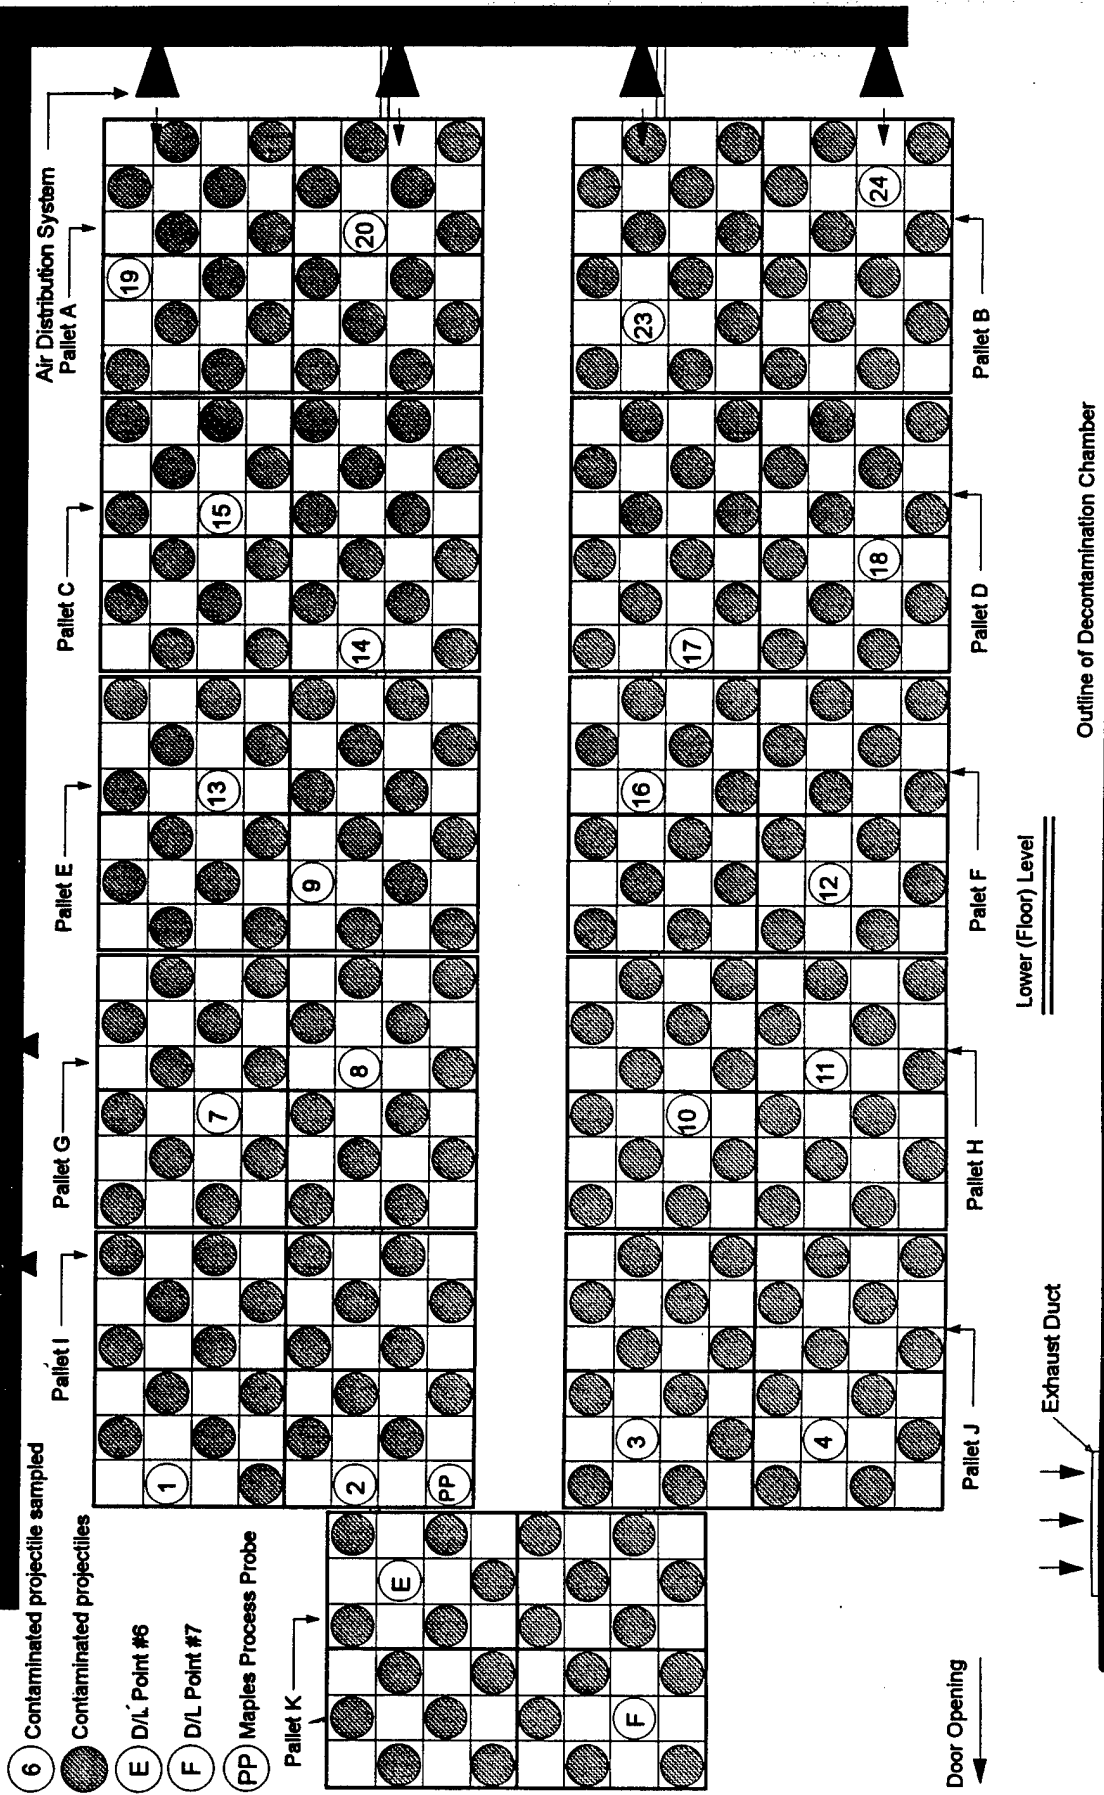 6 Contaminated projectile sampled
Contaminated projectiles
E D/L Point #6
F D/L Point #7
PP Maples Process Probe
Air Distribution System
Pallet A
Pallet C
Pallet E
Pallet G
Pallet I
Pallet K
19
20
15
14
13
9
7
8
1
2
PP
E
F
24
23
18
17
16
12
10
11
3
4
Pallet B
Pallet D
Palet F
Pallet H
Pallet J
Lower (Floor) Level
Outline of Decontamination Chamber
Exhaust Duct
Door Opening